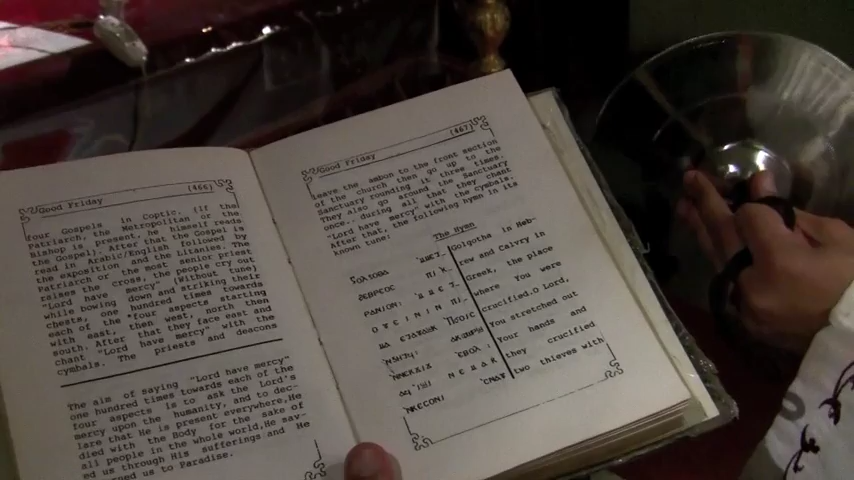 Good Friday (466)
four Gospels in Coptic. (If the
Patriarch, the Metropolitan or the
Bishop is present, he himself reads
the Gospel). After that the Gospel is
read in Arabic/English followed by
the exposition and the litanies. The
Patriarch or the most senior priest
raises the cross, the people cry out
"Lord have mercy" (Without tune)
while bowing down and striking their
chests, one hundred times towards
each of the four aspects starting
with east, then west, north then
south. After that they face east and
chant "Lord have mercy" with the
cymbals. The priests and deacons
The aim of saying "Lord have mercy"
one hundred times towards each of the
four aspects is to ask the Lord's
mercy upon the humanity, and to dec-
lare that He is present everywhere, He
died with the Body for the sake of
all people in the whole world, He sav-
ed us through His sufferings and He
us to Paradise.
Good Friday (467)
leave the ambon to the front section
of the church then go up to the
Sanctuary rounding it three times.
They also go around the Sanctuary
once, during all that they chant
"Lord have mercy" with the cymbals.
After that, the following hymn in its
known tune:
The Hymn
Golgotha in Heb-
rew and Calvry in
Greek, the place
where You were
crucified.O Lord,
You stretched out
Your hands and
they crucified
two thieves with